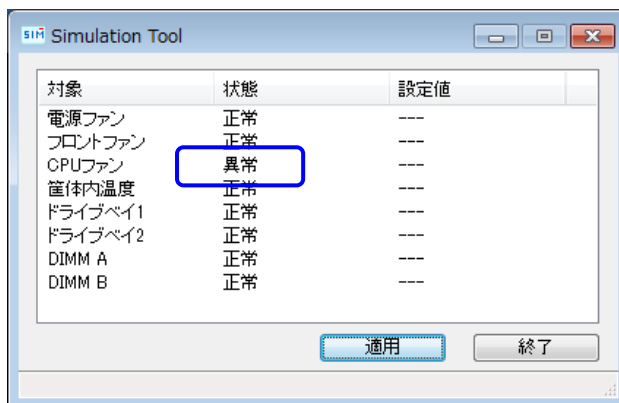 SIM Simulation Tool
対象 状態 設定値
電源ファン 正常 ---
フロントファン 正常 ---
CPUファン 異常 ---
筐体内温度 正常 ---
ドライブベイ1 正常 ---
ドライブベイ2 正常 ---
DIMM A 正常 ---
DIMM B 正常 ---
適用 終了